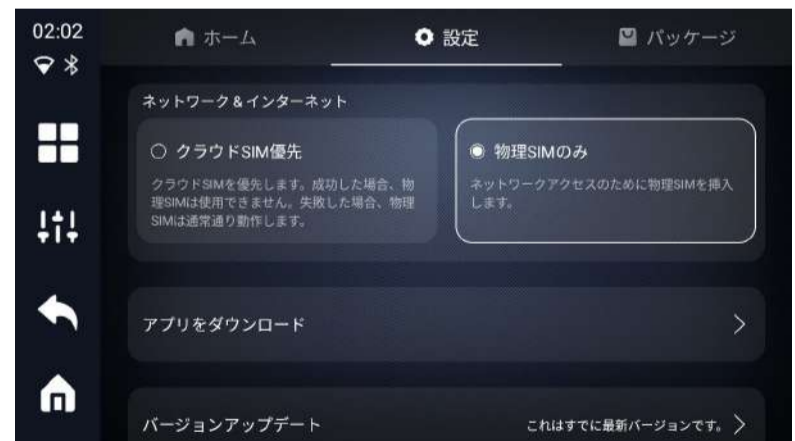 02:02
ホーム
設定
パッケージ
ネットワーク & インターネット
クラウドSIM優先
クラウドSIMを優先します。成功した場合、物
理SIMは使用できません。失敗した場合、物理
SIMは通常通り動作します。
物理SIMのみ
ネットワークアクセスのために物理SIMを挿入
します。
アプリをダウンロード
バージョンアップデート
これはすでに最新バージョンです。